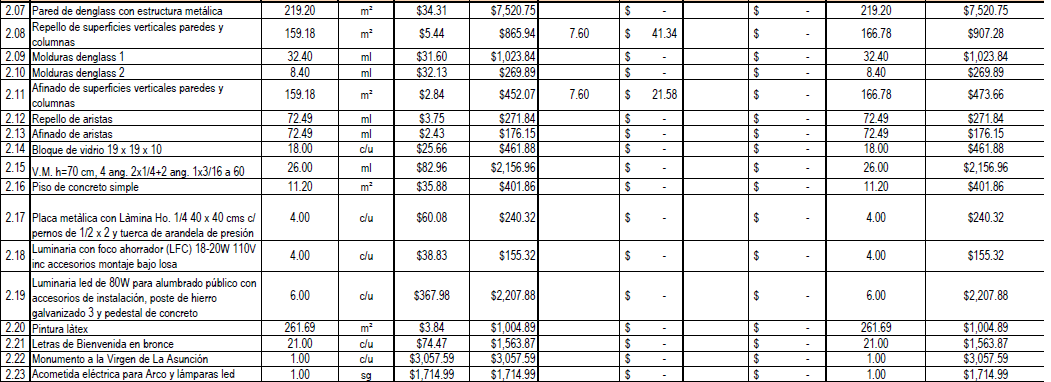 2.07 Pared de denglass con estructura metálica 219.20 m² $34.31 $7,520.75 $ - $ - 219.20 $7,520.75
2.08 Repello de superficies verticales paredes y columnas 159.18 m² $5.44 $865.94 7.60 $ 41.34 $ - 166.78 $907.28
2.09 Molduras denglass 1 32.40 ml $31.60 $1,023.84 $ - $ - 32.40 $1,023.84
2.10 Molduras denglass 2 8.40 ml $32.13 $269.89 $ - $ - 8.40 $269.89
2.11 Afinado de superficies verticales paredes y columnas 159.18 m² $2.84 $452.07 7.60 $ 21.58 $ - 166.78 $473.66
2.12 Repello de aristas 72.49 ml $3.75 $271.84 $ - $ - 72.49 $271.84
2.13 Afinado de aristas 72.49 ml $2.43 $176.15 $ - $ - 72.49 $176.15
2.14 Bloque de vidrio 19 x 19 x 10 18.00 c/u $25.66 $461.88 $ - $ - 18.00 $461.88
2.15 V.M. h=70 cm, 4 ang. 2x1/4+2 ang. 1x3/16 a 60 26.00 ml $82.96 $2,156.96 $ - $ - 26.00 $2,156.96
2.16 Piso de concreto simple 11.20 m² $35.88 $401.86 $ - $ - 11.20 $401.86
2.17 Placa metàlica con Làmina Ho. 1/4 40 x 40 cms c/ pernos de 1/2 x 2 y tuerca de arandela de presión 4.00 c/u $60.08 $240.32 $ - $ - 4.00 $240.32
2.18 Luminaria con foco ahorrador (LFC) 18-20W 110V inc accesorios montaje bajo losa 4.00 c/u $38.83 $155.32 $ - $ - 4.00 $155.32
2.19 Luminaria led de 80W para alumbrado público con accesorios de instalación, poste de hierro galvanizado 3 y pedestal de concreto 6.00 c/u $367.98 $2,207.88 $ - $ - 6.00 $2,207.88
2.20 Pintura làtex 261.69 m² $3.84 $1,004.89 $ - $ - 261.69 $1,004.89
2.21 Letras de Bienvenida en bronce 21.00 c/u $74.47 $1,563.87 $ - $ - 21.00 $1,563.87
2.22 Monumento a la Virgen de La Asunción 1.00 c/u $3,057.59 $3,057.59 $ - $ - 1.00 $3,057.59
2.23 Acometida eléctrica para Arco y lámparas led 1.00 sg $1,714.99 $1,714.99 $ - $ - 1.00 $1,714.99